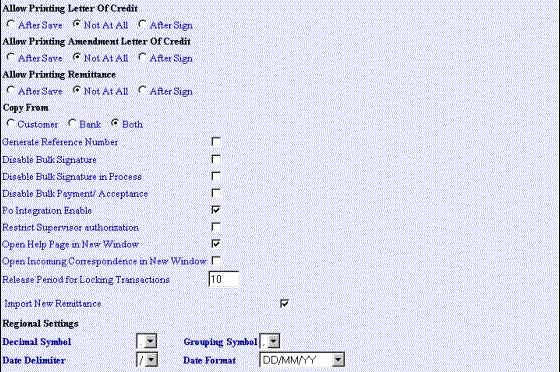 Allow Printing Letter Of Credit
After Save Not At All After Sign
Allow Printing Amendment Letter Of Credit
After Save Not At All After Sign
Allow Printing Remittance
After Save Not At All After Sign
Copy From
Customer Bank Both
Generate Reference Number
Disable Bulk Signature
Disable Bulk Signature in Process
Disable Bulk Payment/ Acceptance
Po Integration Enable
Restrict Supervisor authorization
Open Help Page in New Window
Open Incoming Correspondence in New Window
Release Period for Locking Transactions 10
Import New Remittance
Regional Settings
Decimal Symbol . Grouping Symbol
Date Delimiter / Date Format DD/MM/YY